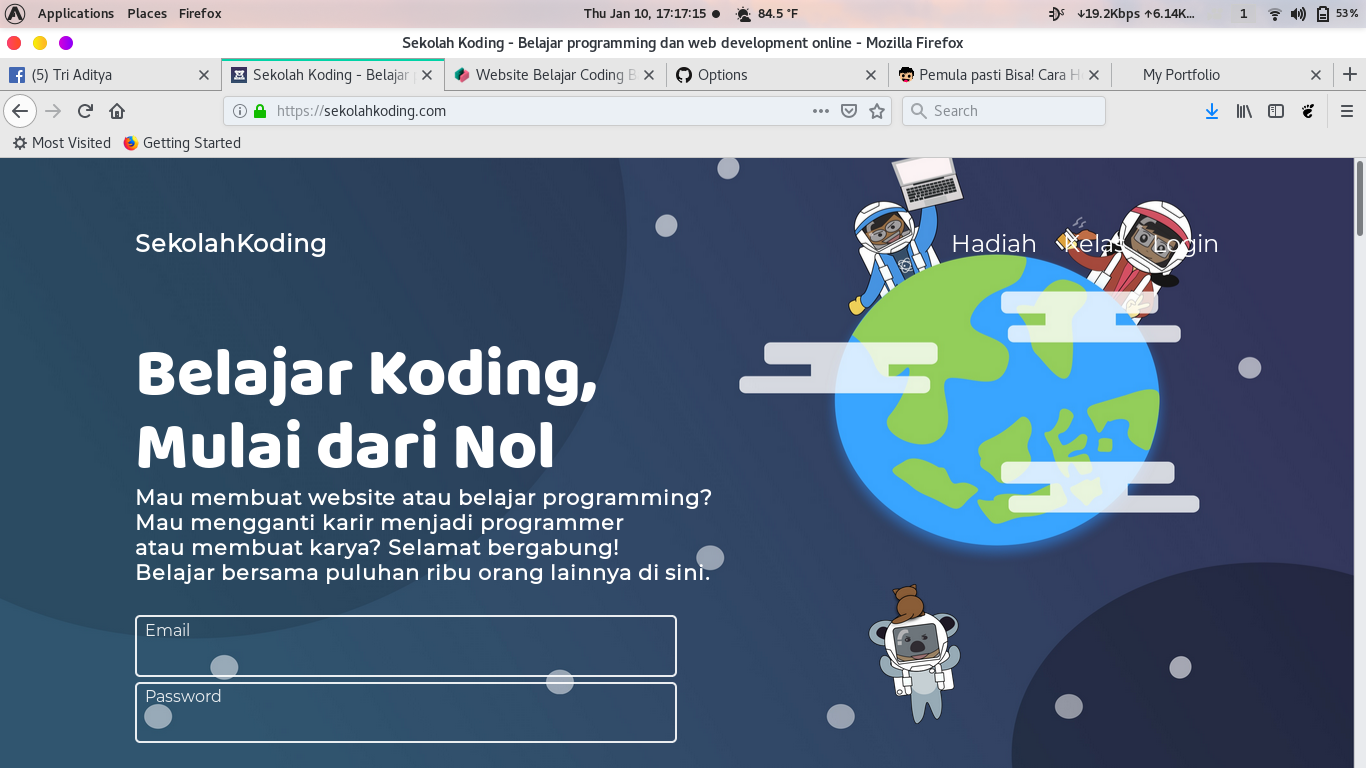 Applications Places Firefox Thu Jan 10, 17:17:15 84.5 °F ↓19.2Kbps ↑6.14K... 1 53%
Sekolah Koding - Belajar programming dan web development online - Mozilla Firefox
(5) Tri Aditya Sekolah Koding - Belajar Website Belajar Coding B Options Pemula pasti Bisa! Cara H My Portfolio
https://sekolahkoding.com Search
Most Visited Getting Started
SekolahKoding Hadiah Kelas Login
Belajar Koding,
Mulai dari Nol
Mau membuat website atau belajar programming?
Mau mengganti karir menjadi programmer
atau membuat karya? Selamat bergabung!
Belajar bersama puluhan ribu orang lainnya di sini.
Email
Password